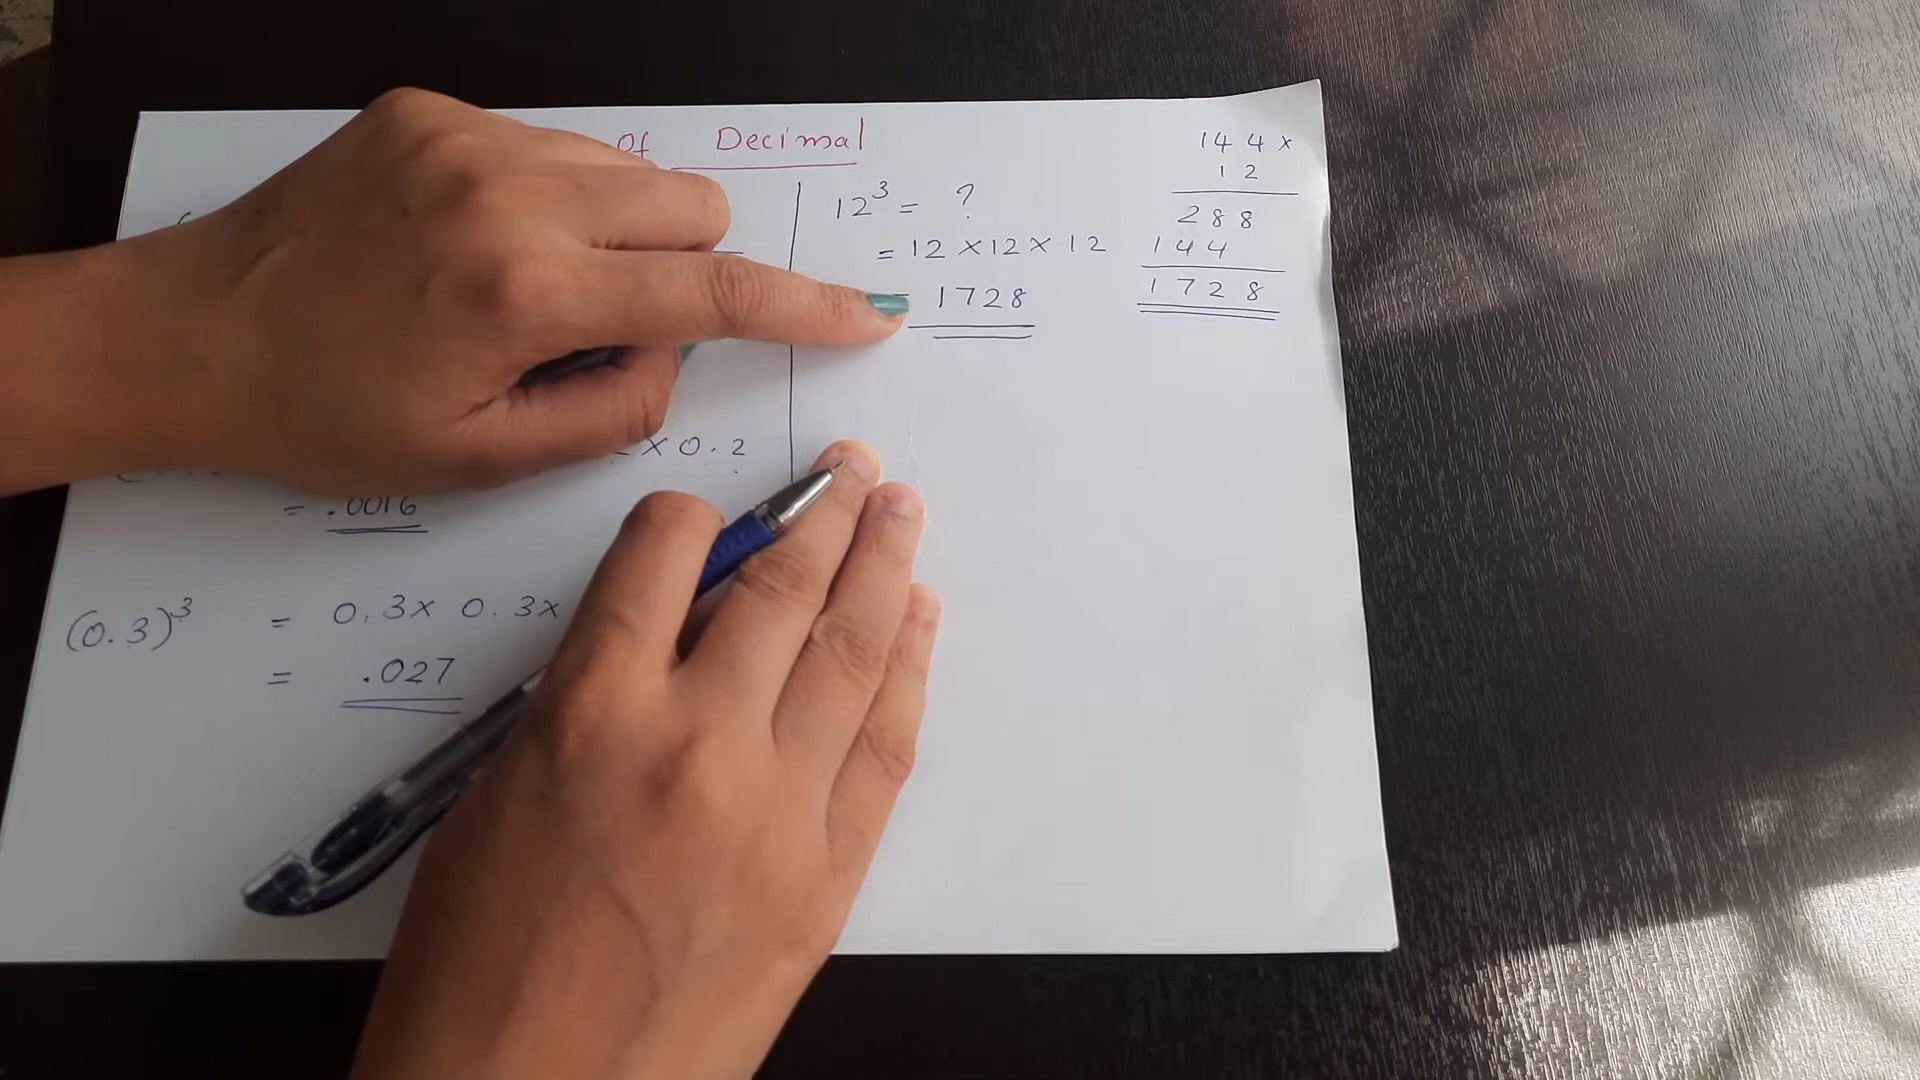 Of Decimal
× 0.2
= .0016
(0.3)³ = 0.3× 0.3×
= .027
12³ = ?
= 12 ×12× 12
= 1728
144×
12
288
144
1728